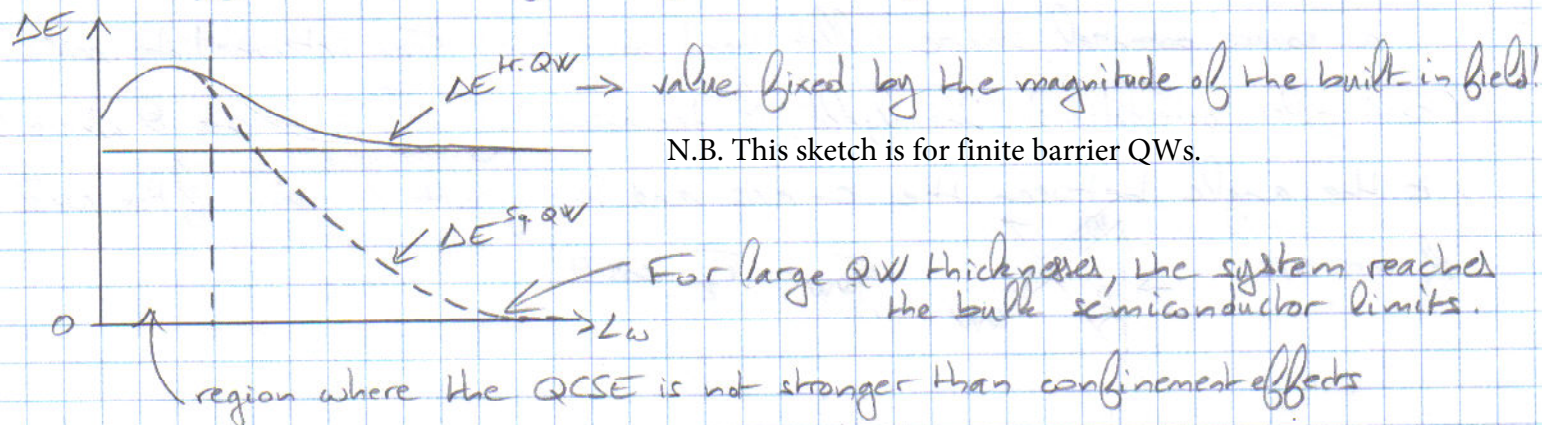 ΔE
ΔE^tr. QW → value fixed by the magnitude of the built-in field!
N.B. This sketch is for finite barrier QWs.
ΔE^Sq. QW
For large QW thicknesses, the system reaches
the bulk semiconductor limits.
0
Lw
region where the QCSE is not stronger than confinement effects